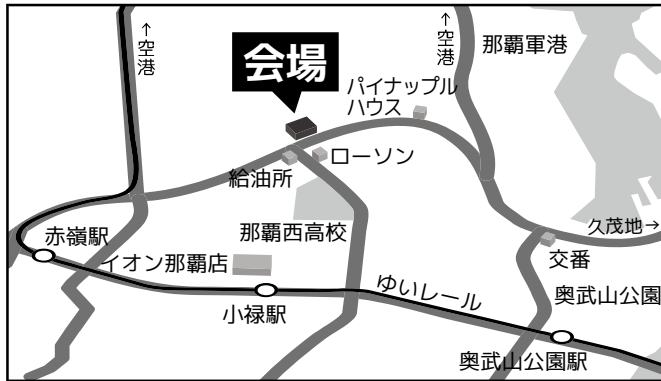 ←空港
←空港
那覇軍港
会場
パイナップル
ハウス
ローソン
給油所
那覇西高校
久茂地→
赤嶺駅
イオン那覇店
交番
ゆいレール
奥武山公園
小禄駅
奥武山公園駅